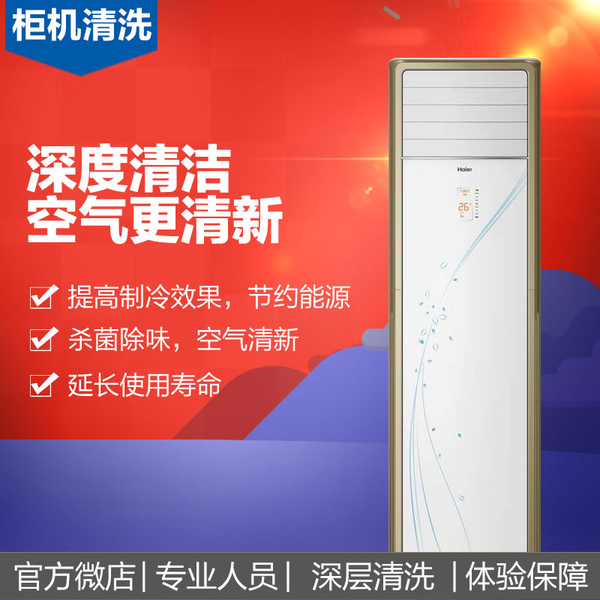 柜机清洗
深度清洁
空气更清新
提高制冷效果，节约能源
杀菌除味，空气清新
延长使用寿命
Haier
26
官方微店|专业人员| 深层清洗 |体验保障